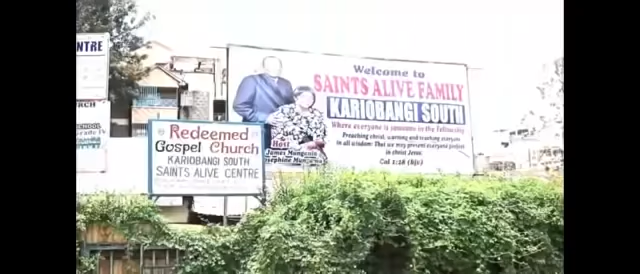 NTRE
RCH
SCHOOL
Welcome to
SAINTS ALIVE FAMILY
KARIOBANGI SOUTH
Where everyone is someone in the Fellowship
Preaching christ, warning and teaching everyone
in all wisdom: That we may present everyone perfect
in christ Jesus
Col 1:28 (kjv)
Host
James
Redeemed
Gospel Church
KARIOBANGI SOUTH
SAINTS ALIVE CENTRE